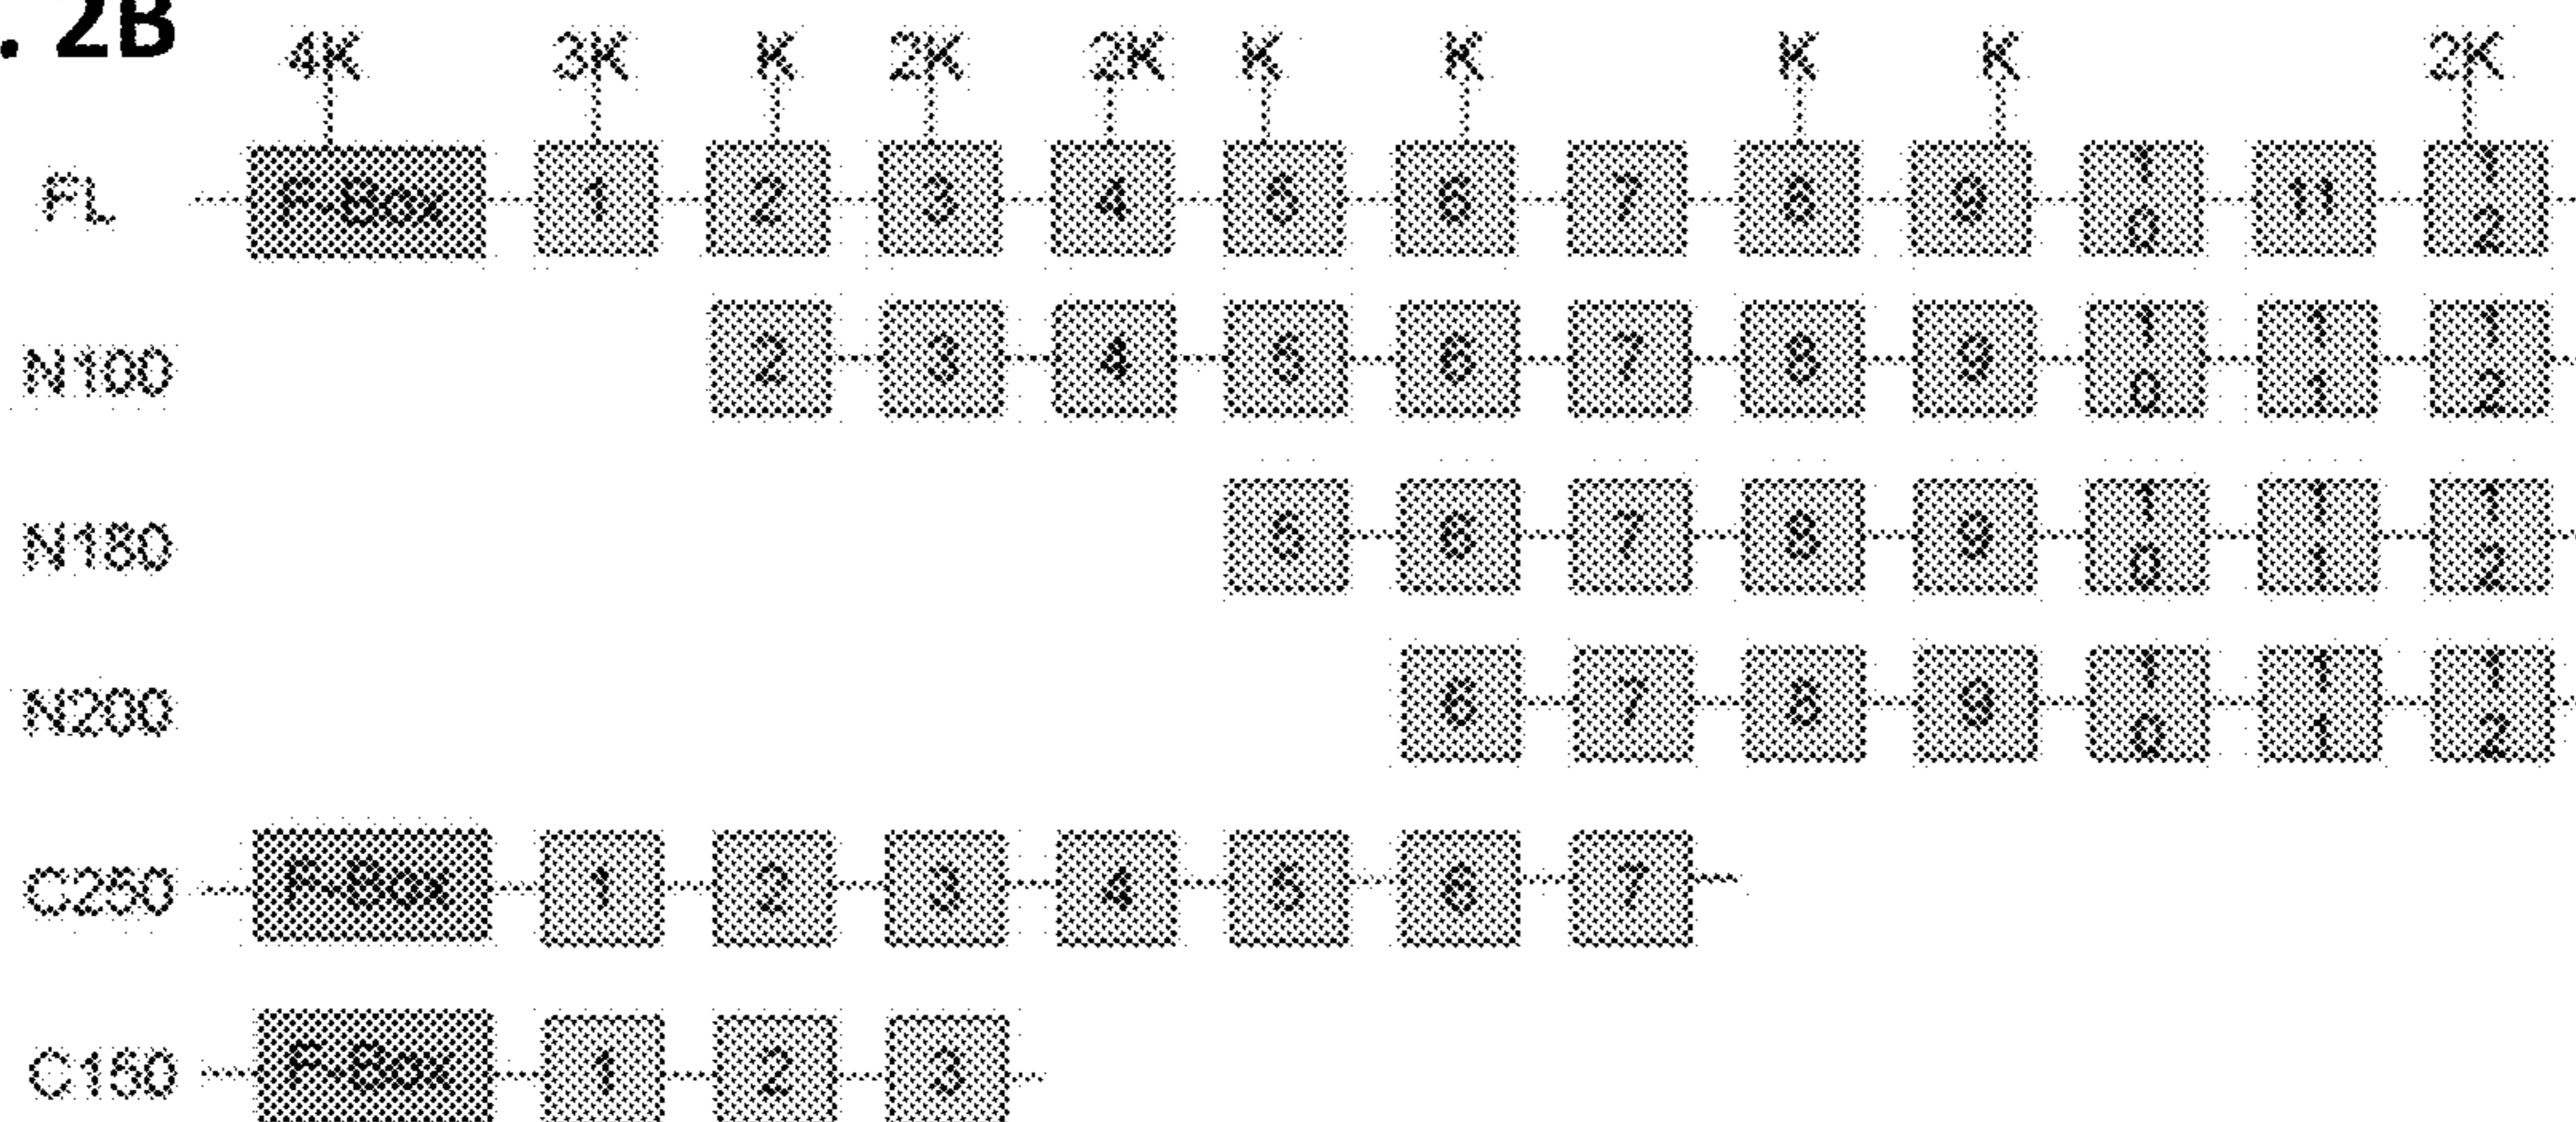 . 2B
4K 3K K 2K 2K K K K K 2K
FL F-Box 1 2 3 4 5 6 7 8 9 10 11 12
N100 2 3 4 5 6 7 8 9 10 11 12
N180 5 6 7 8 9 10 11 12
N200 6 7 8 9 10 11 12
C250 F-Box 1 2 3 4 5 6 7
C150 F-Box 1 2 3